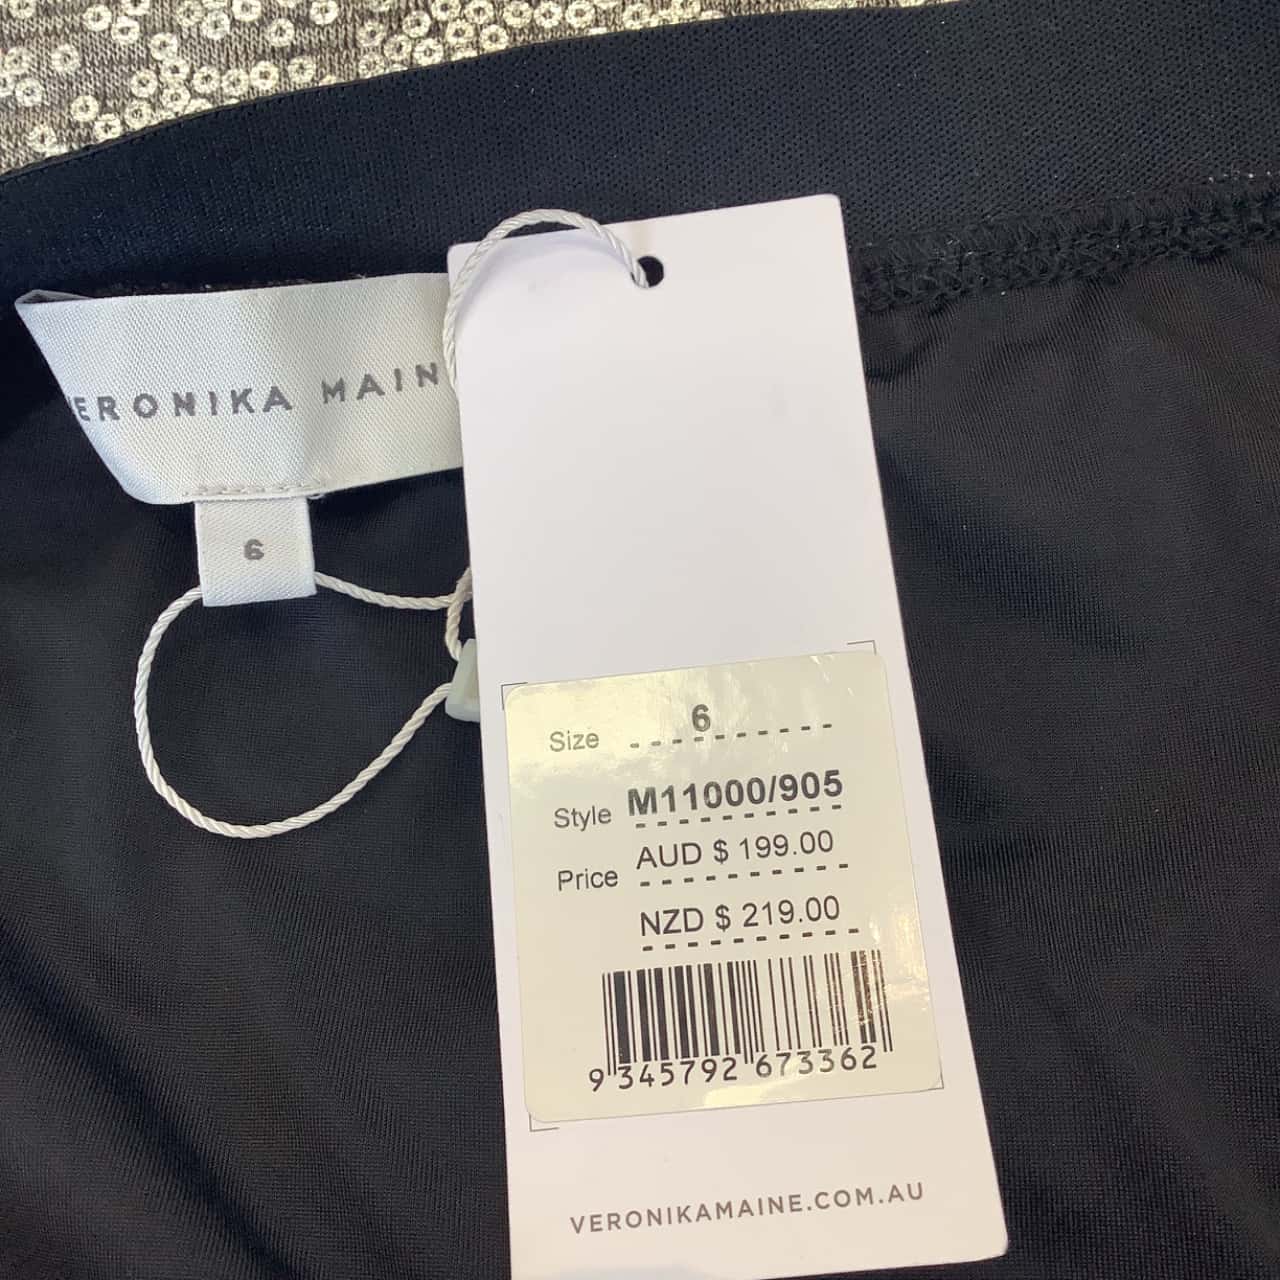 ERONIKA MAIN
6
Size 6
Style M11000/905
Price AUD $ 199.00
NZD $ 219.00
9 345792 673362
VERONIKAMAINE.COM.AU